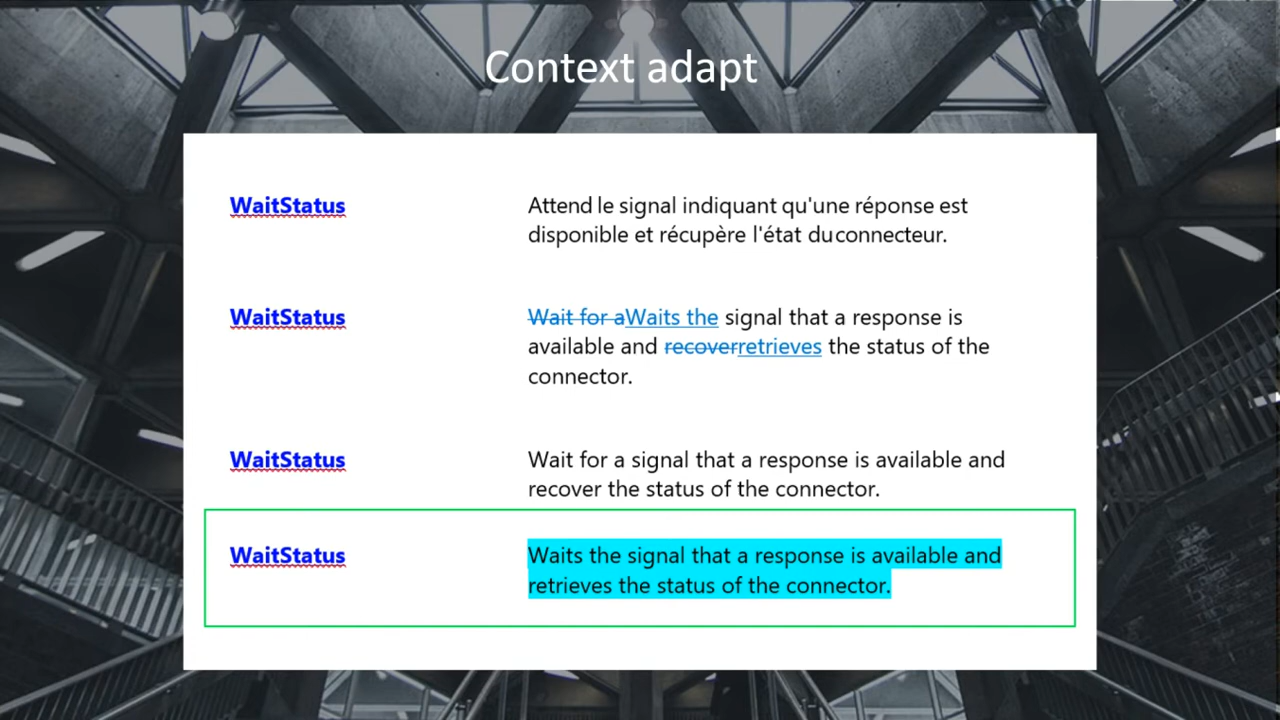 Context adapt
WaitStatus Attend le signal indiquant qu'une réponse est
disponible et récupère l'état duconnecteur.
WaitStatus Wait for aWaits the signal that a response is
available and recoverretrieves the status of the
connector.
WaitStatus Wait for a signal that a response is available and
recover the status of the connector.
WaitStatus Waits the signal that a response is available and
retrieves the status of the connector.